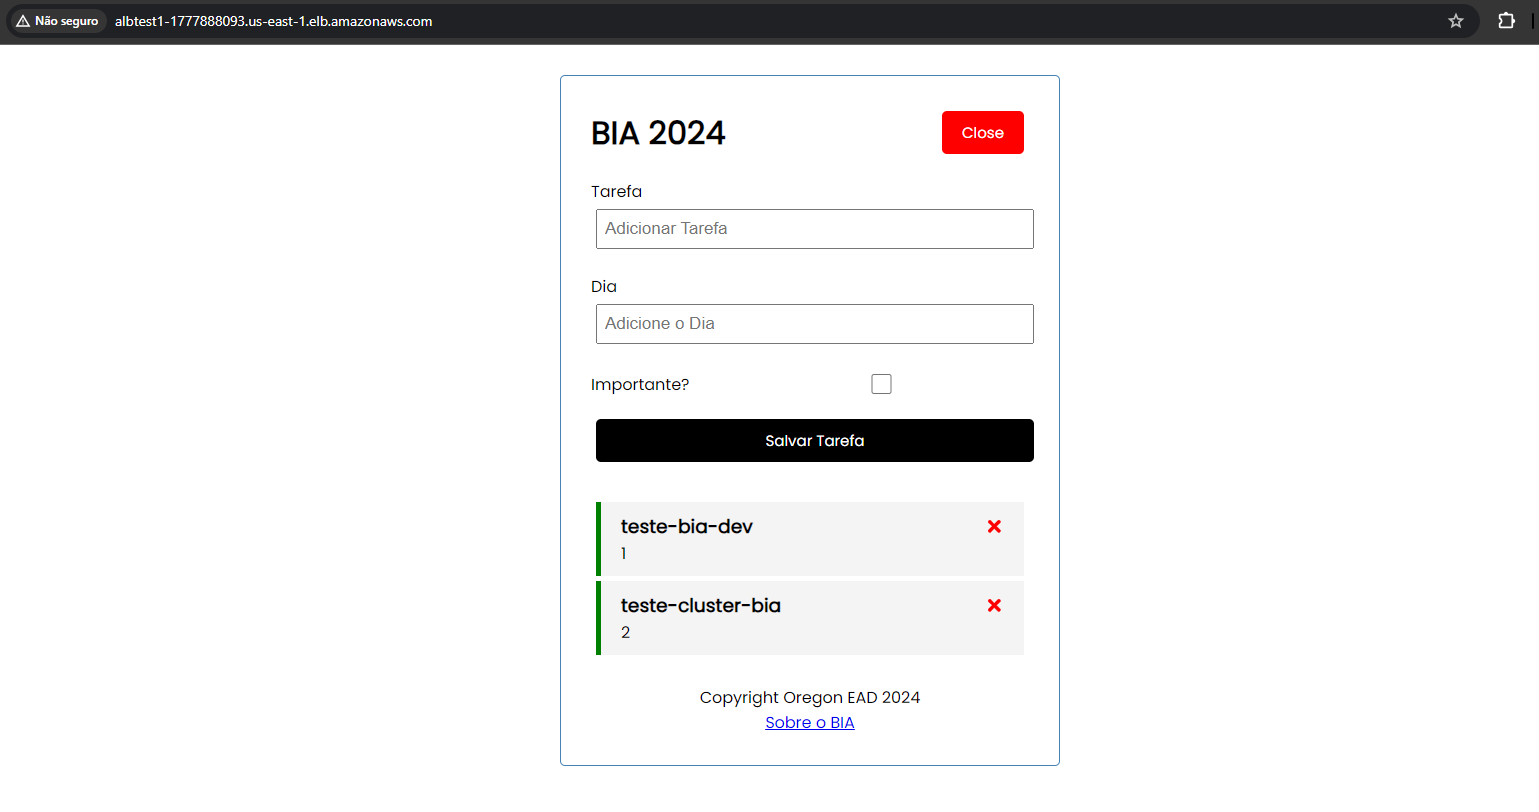 Não seguro albtest1-1777888093.us-east-1.elb.amazonaws.com
BIA 2024 Close
Tarefa
Adicionar Tarefa
Dia
Adicione o Dia
Importante?
Salvar Tarefa
teste-bia-dev
1
teste-cluster-bia
2
Copyright Oregon EAD 2024
Sobre o BIA